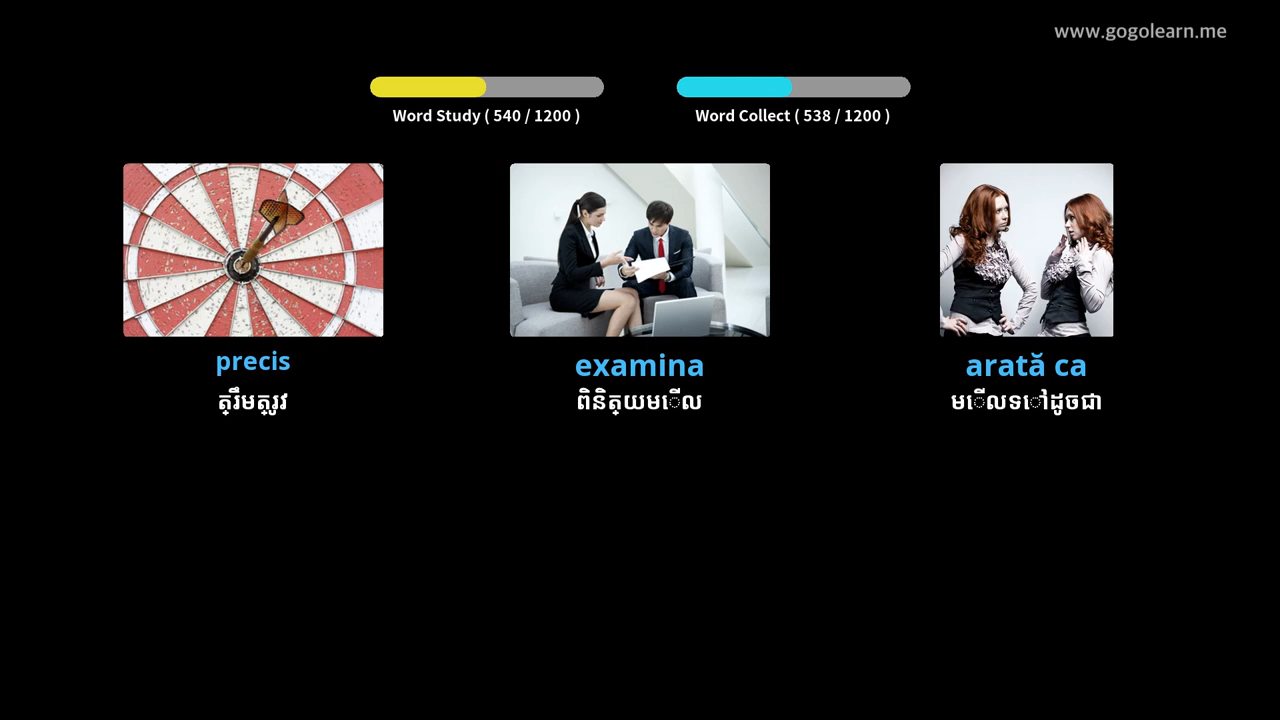 www.gogolearn.me
Word Study ( 540 / 1200 )
Word Collect ( 538 / 1200 )
precis
ត្រឹមត្រូវ
examina
ពិនិត្យមើល
arată ca
មើលទៅដូចជា